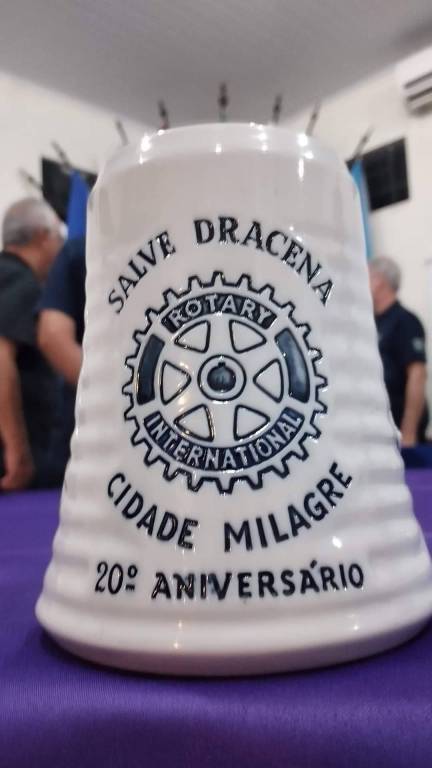 SALVE DRACENA
ROTARY
INTERNATIONAL
CIDADE MILAGRE
20º ANIVERSÁRIO